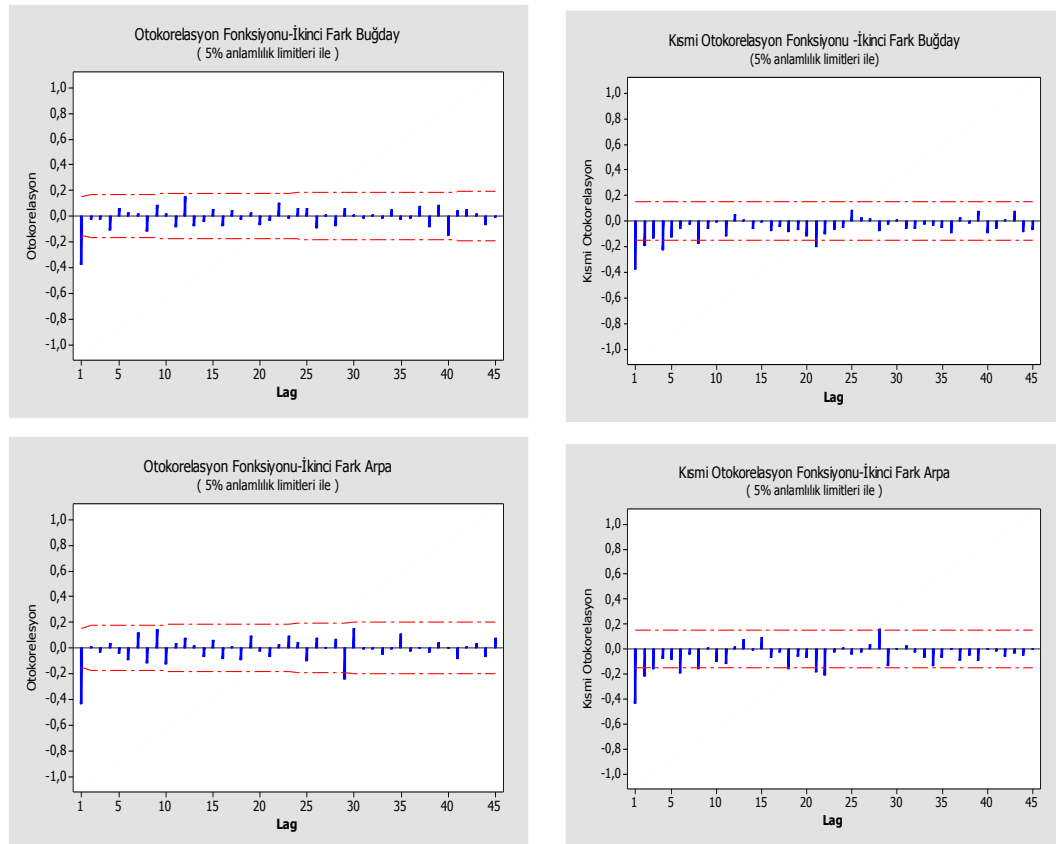 Otokorelasyon Fonksiyonu-İkinci Fark Buğday
( 5% anlamlılık limitleri ile )
Otokorelasyon
1,0
0,8
0,6
0,4
0,2
0,0
-0,2
-0,4
-0,6
-0,8
-1,0
1 5 10 15 20 25 30 35 40 45
Lag
Kısmi Otokorelasyon Fonksiyonu -İkinci Fark Buğday
(5% anlamlılık limitleri ile)
Kısmi Otokorelasyon
1,0
0,8
0,6
0,4
0,2
0,0
-0,2
-0,4
-0,6
-0,8
-1,0
1 5 10 15 20 25 30 35 40 45
Lag
Otokorelasyon Fonksiyonu-İkinci Fark Arpa
( 5% anlamlılık limitleri ile )
Otokorelesyon
1,0
0,8
0,6
0,4
0,2
0,0
-0,2
-0,4
-0,6
-0,8
-1,0
1 5 10 15 20 25 30 35 40 45
Lag
Kısmi Otokorelasyon Fonksiyonu-İkinci Fark Arpa
( 5% anlamlılık limitleri ile )
Kısmi Otokorelasyon
1,0
0,8
0,6
0,4
0,2
0,0
-0,2
-0,4
-0,6
-0,8
-1,0
1 5 10 15 20 25 30 35 40 45
Lag